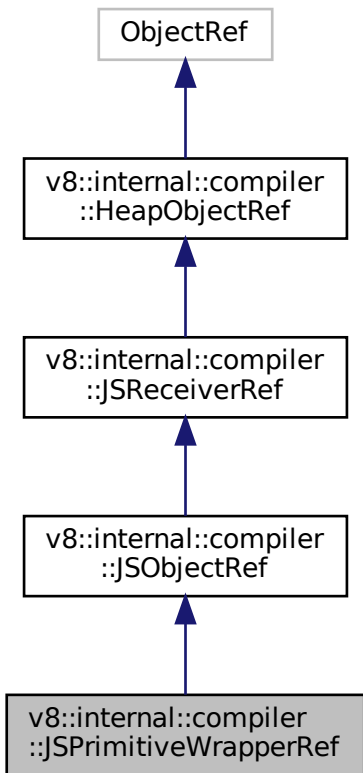 ObjectRef
v8::internal::compiler
::HeapObjectRef
v8::internal::compiler
::JSReceiverRef
v8::internal::compiler
::JSObjectRef
v8::internal::compiler
::JSPrimitiveWrapperRef